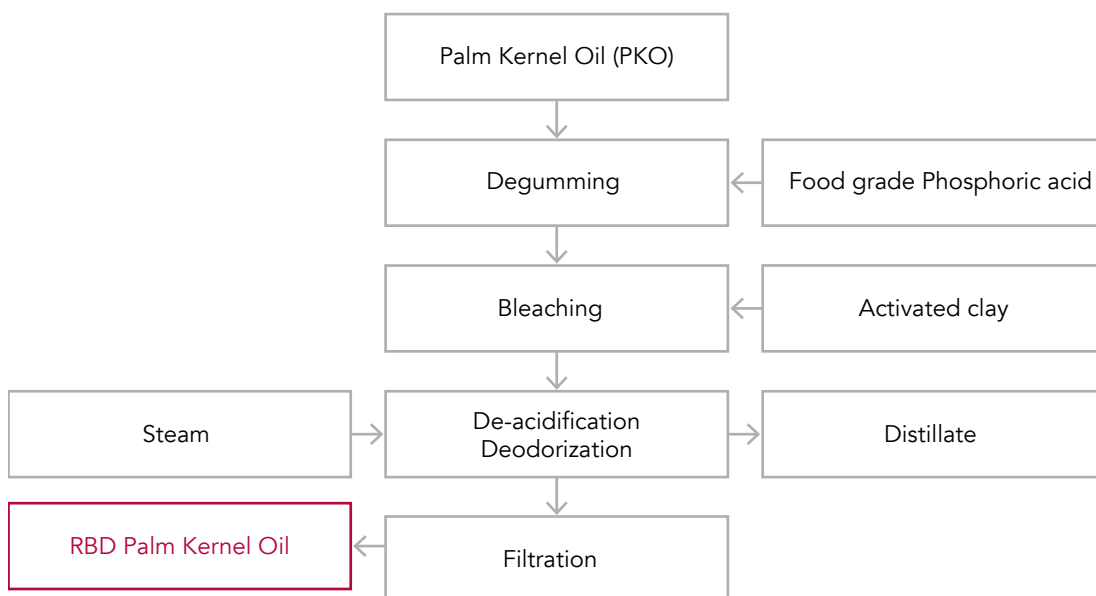 Palm Kernel Oil (PKO)
Degumming
Food grade Phosphoric acid
Bleaching
Activated clay
Steam
De-acidification
Deodorization
Distillate
RBD Palm Kernel Oil
Filtration